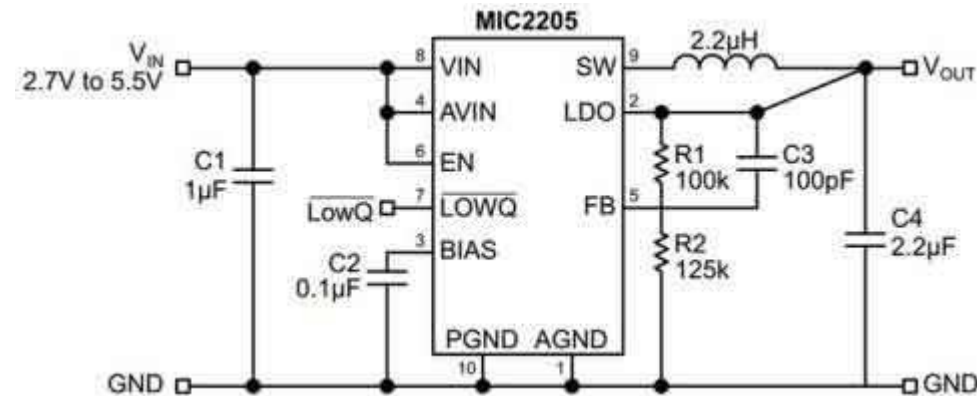 MIC2205
V_IN
2.7V to 5.5V
8
VIN
SW
9
2.2µH
V_OUT
4
AVIN
LDO
2
6
EN
C1
1µF
R1
100k
C3
100pF
L̅o̅w̅Q̅
7
L̅O̅W̅Q̅
FB
5
3
BIAS
C2
0.1µF
R2
125k
C4
2.2µF
PGND
AGND
10
1
GND
GND